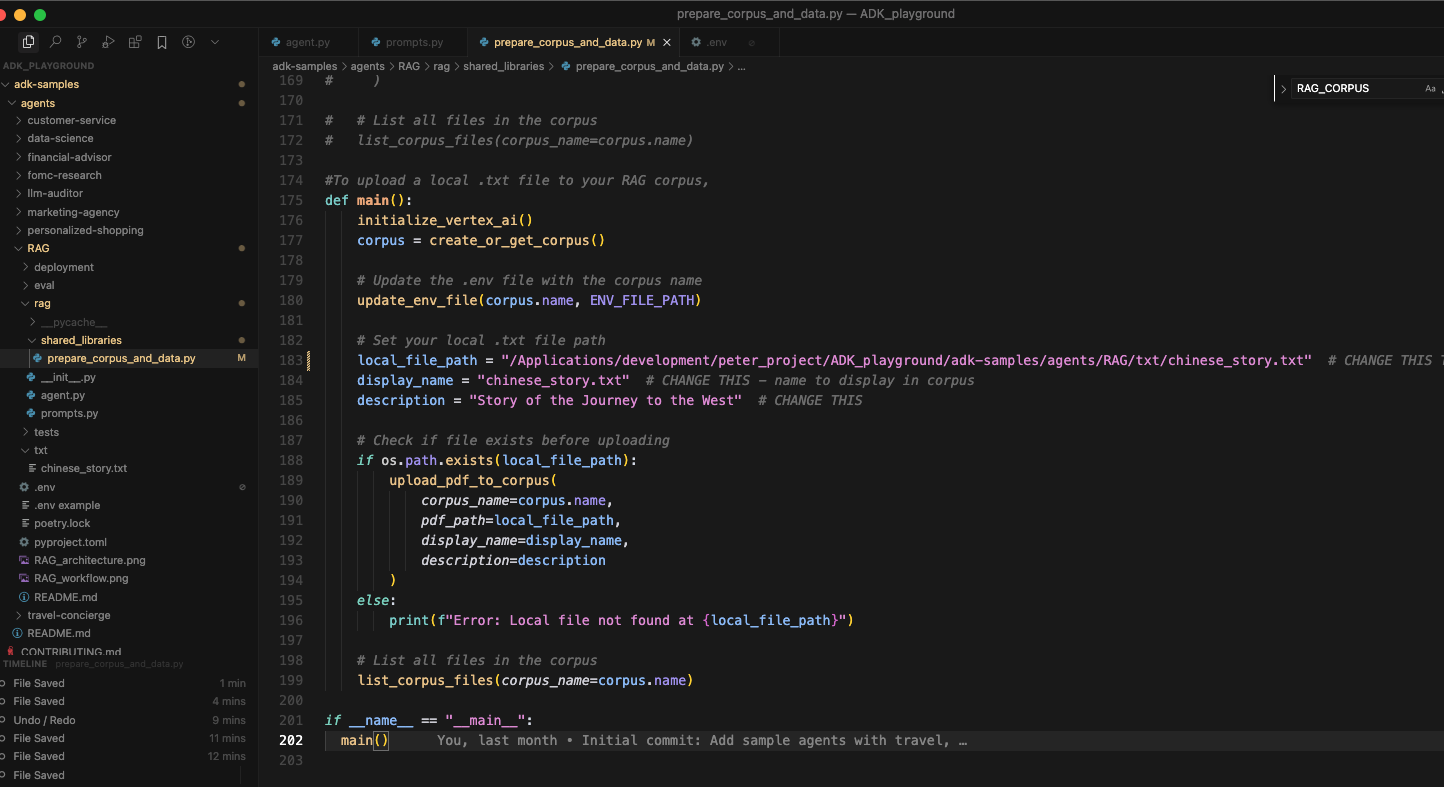 prepare_corpus_and_data.py — ADK_playground
agent.py
prompts.py
prepare_corpus_and_data.py M
.env
adk-samples > agents > RAG > rag > shared_libraries > prepare_corpus_and_data.py > ...
RAG_CORPUS
Aa
ADK_PLAYGROUND
adk-samples
agents
customer-service
data-science
financial-advisor
fomc-research
llm-auditor
marketing-agency
personalized-shopping
RAG
deployment
eval
rag
__pycache__
shared_libraries
prepare_corpus_and_data.py M
__init__.py
agent.py
prompts.py
tests
txt
chinese_story.txt
.env
.env example
poetry.lock
pyproject.toml
RAG_architecture.png
RAG_workflow.png
README.md
travel-concierge
README.md
CONTRIBUTING.md
TIMELINE prepare_corpus_and_data.py
File Saved 1 min
File Saved 4 mins
Undo / Redo 9 mins
File Saved 11 mins
File Saved 12 mins
File Saved
169 #     )
170
171 #   # List all files in the corpus
172 #   list_corpus_files(corpus_name=corpus.name)
173
174 #To upload a local .txt file to your RAG corpus,
175 def main():
176     initialize_vertex_ai()
177     corpus = create_or_get_corpus()
178
179     # Update the .env file with the corpus name
180     update_env_file(corpus.name, ENV_FILE_PATH)
181
182     # Set your local .txt file path
183     local_file_path = "/Applications/development/peter_project/ADK_playground/adk-samples/agents/RAG/txt/chinese_story.txt"  # CHANGE THIS T
184     display_name = "chinese_story.txt"  # CHANGE THIS – name to display in corpus
185     description = "Story of the Journey to the West"  # CHANGE THIS
186
187     # Check if file exists before uploading
188     if os.path.exists(local_file_path):
189         upload_pdf_to_corpus(
190             corpus_name=corpus.name,
191             pdf_path=local_file_path,
192             display_name=display_name,
193             description=description
194         )
195     else:
196         print(f"Error: Local file not found at {local_file_path}")
197
198     # List all files in the corpus
199     list_corpus_files(corpus_name=corpus.name)
200
201 if __name__ == "__main__":
202   main()      You, last month • Initial commit: Add sample agents with travel, …
203